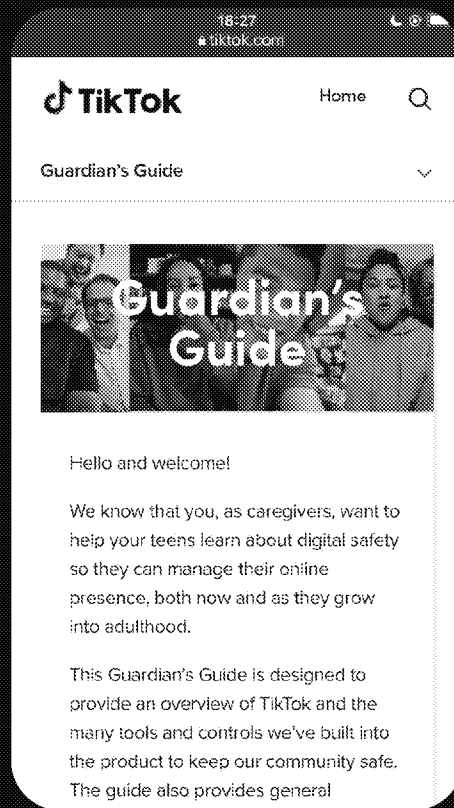 18:27
tiktok.com
TikTok
Home
Guardian's Guide
Guardian's
Guide
Hello and welcome!
We know that you, as caregivers, want to
help your teens learn about digital safety
so they can manage their online
presence, both now and as they grow
into adulthood.
This Guardian's Guide is designed to
provide an overview of TikTok and the
many tools and controls we've built into
the product to keep our community safe.
The guide also provides general